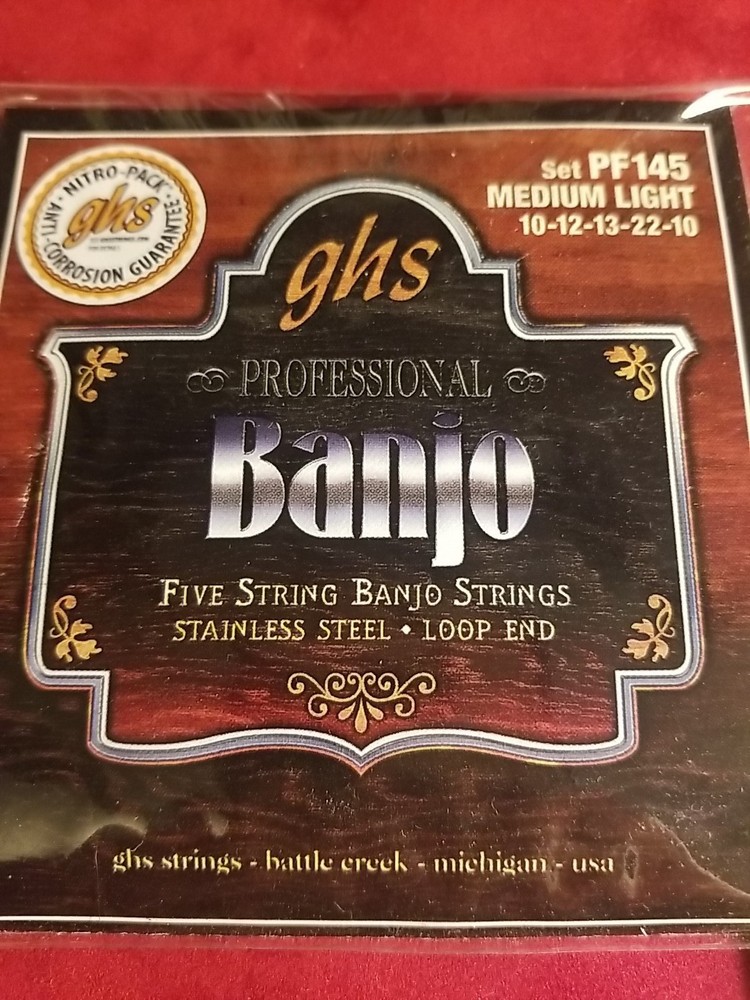 NITRO-PACK
ghs
ANTI-CORROSION GUARANTEE
Set PF145
MEDIUM LIGHT
10-12-13-22-10
ghs
PROFESSIONAL
Banjo
FIVE STRING BANJO STRINGS
STAINLESS STEEL • LOOP END
ghs strings - battle creek - michigan - usa